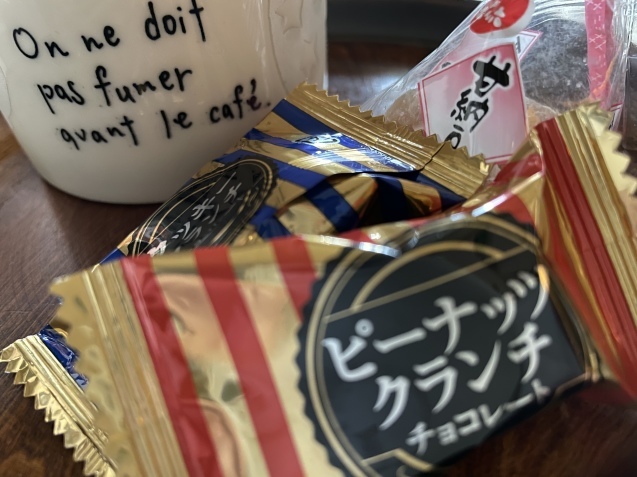 On ne doit
pas fumer
avant le café.
甘納豆
ピーナッツ
クランチ
チョコレート